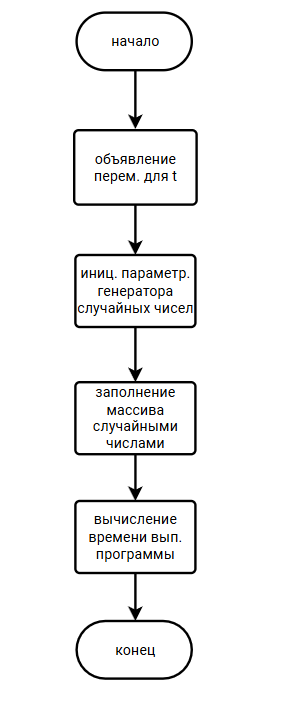 начало
объявление
перем. для t
иниц. параметр.
генератора
случайных чисел
заполнение
массива
случайными
числами
вычисление
времени вып.
программы
конец